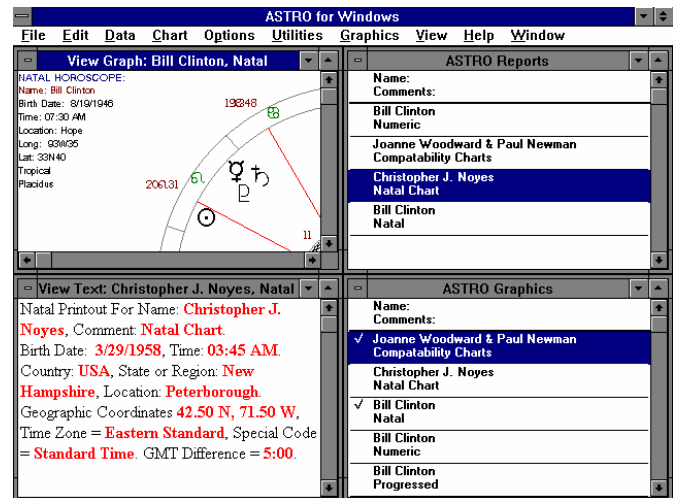 ASTRO for Windows
File Edit Data Chart Options Utilities Graphics View Help Window
View Graph: Bill Clinton, Natal
NATAL HOROSCOPE:
Name: Bill Clinton
Birth Date: 8/19/1946
Time: 07:30 AM
Location: Hope
Long: 93W35
Lat: 33N40
Tropical
Placidus
11
ASTRO Reports
Name:
Comments:
Bill Clinton
Numeric
Joanne Woodward & Paul Newman
Compatability Charts
Christopher J. Noyes
Natal Chart
Bill Clinton
Natal
View Text: Christopher J. Noyes, Natal
Natal Printout For Name: Christopher J.
Noyes, Comment: Natal Chart.
Birth Date: 3/29/1958, Time: 03:45 AM.
Country: USA, State or Region: New
Hampshire, Location: Peterborough.
Geographic Coordinates 42.50 N, 71.50 W,
Time Zone = Eastern Standard, Special Code
= Standard Time. GMT Difference = 5:00.
ASTRO Graphics
Name:
Comments:
✓ Joanne Woodward & Paul Newman
Compatability Charts
Christopher J. Noyes
Natal Chart
✓ Bill Clinton
Natal
Bill Clinton
Numeric
Bill Clinton
Progressed